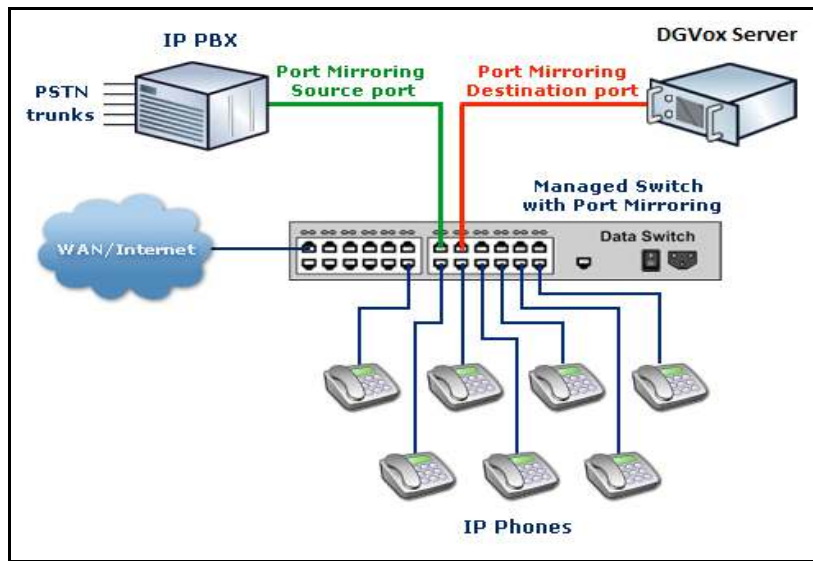 IP PBX
DGVox Server
PSTN
trunks
Port Mirroring
Source port
Port Mirroring
Destination port
Managed Switch
with Port Mirroring
WAN/Internet
Data Switch
IP Phones